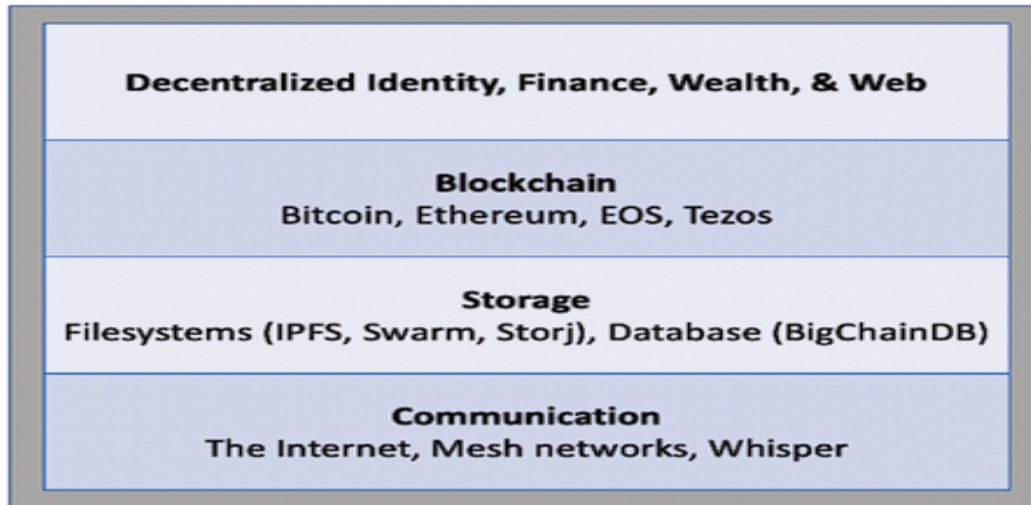 Decentralized Identity, Finance, Wealth, & Web
Blockchain
Bitcoin, Ethereum, EOS, Tezos
Storage
Filesystems (IPFS, Swarm, Storj), Database (BigChainDB)
Communication
The Internet, Mesh networks, Whisper